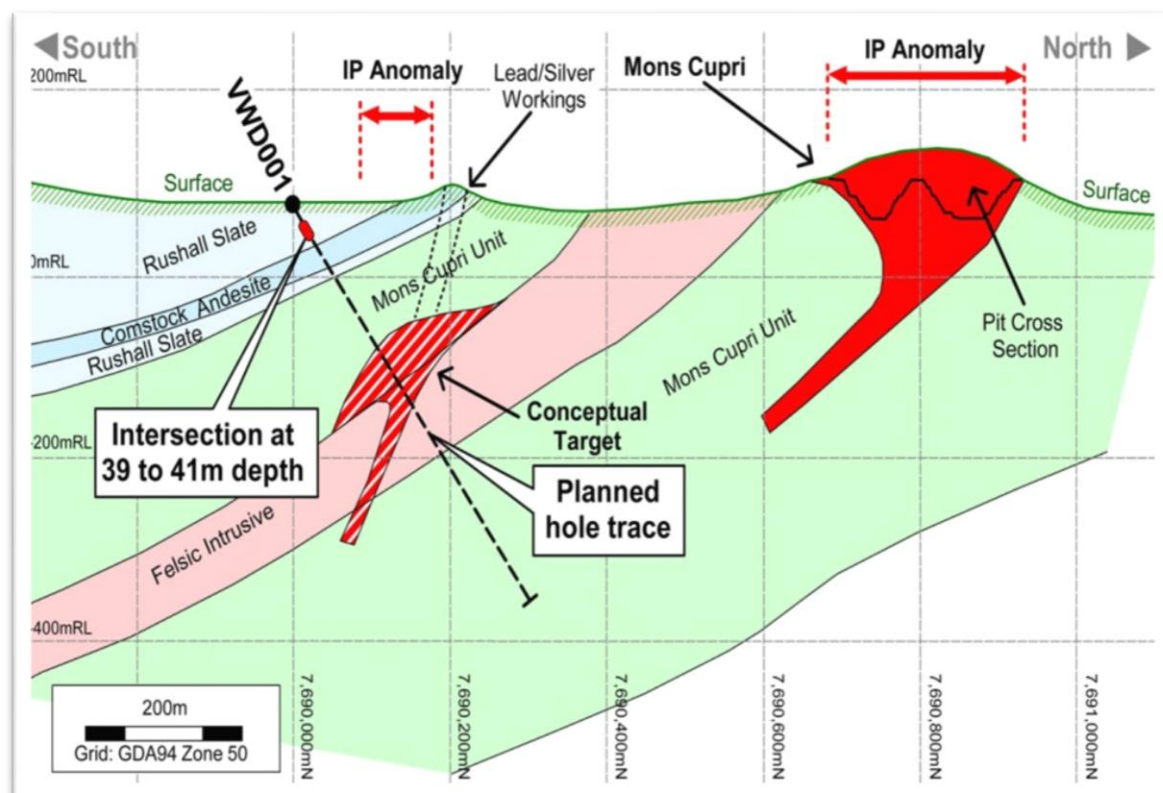 South
North
IP Anomaly
Lead/Silver
Workings
Mons Cupri
IP Anomaly
200mRL
VWD001
Surface
Surface
Rushall Slate
0mRL
Comstock Andesite
Rushall Slate
Mons Cupri Unit
Mons Cupri Unit
Pit Cross
Section
Intersection at
39 to 41m depth
Conceptual
Target
-200mRL
Planned
hole trace
Felsic Intrusive
-400mRL
200m
Grid: GDA94 Zone 50
7,690,000mN
7,690,200mN
7,690,400mN
7,690,600mN
7,690,800mN
7,691,000mN